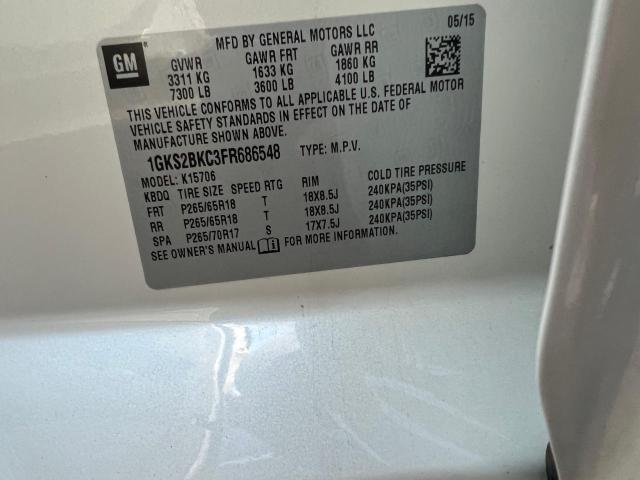 GM
MFD BY GENERAL MOTORS LLC 05/15
GVWR GAWR FRT GAWR RR
3311 KG 1633 KG 1860 KG
7300 LB 3600 LB 4100 LB
THIS VEHICLE CONFORMS TO ALL APPLICABLE U.S. FEDERAL MOTOR
VEHICLE SAFETY STANDARDS IN EFFECT ON THE DATE OF
MANUFACTURE SHOWN ABOVE.
1GKS2BKC3FR686548 TYPE: M.P.V.
MODEL: K15706
KBDQ TIRE SIZE SPEED RTG RIM COLD TIRE PRESSURE
FRT P265/65R18 T 18X8.5J 240KPA(35PSI)
RR P265/65R18 T 18X8.5J 240KPA(35PSI)
SPA P265/70R17 S 17X7.5J 240KPA(35PSI)
SEE OWNER'S MANUAL FOR MORE INFORMATION.